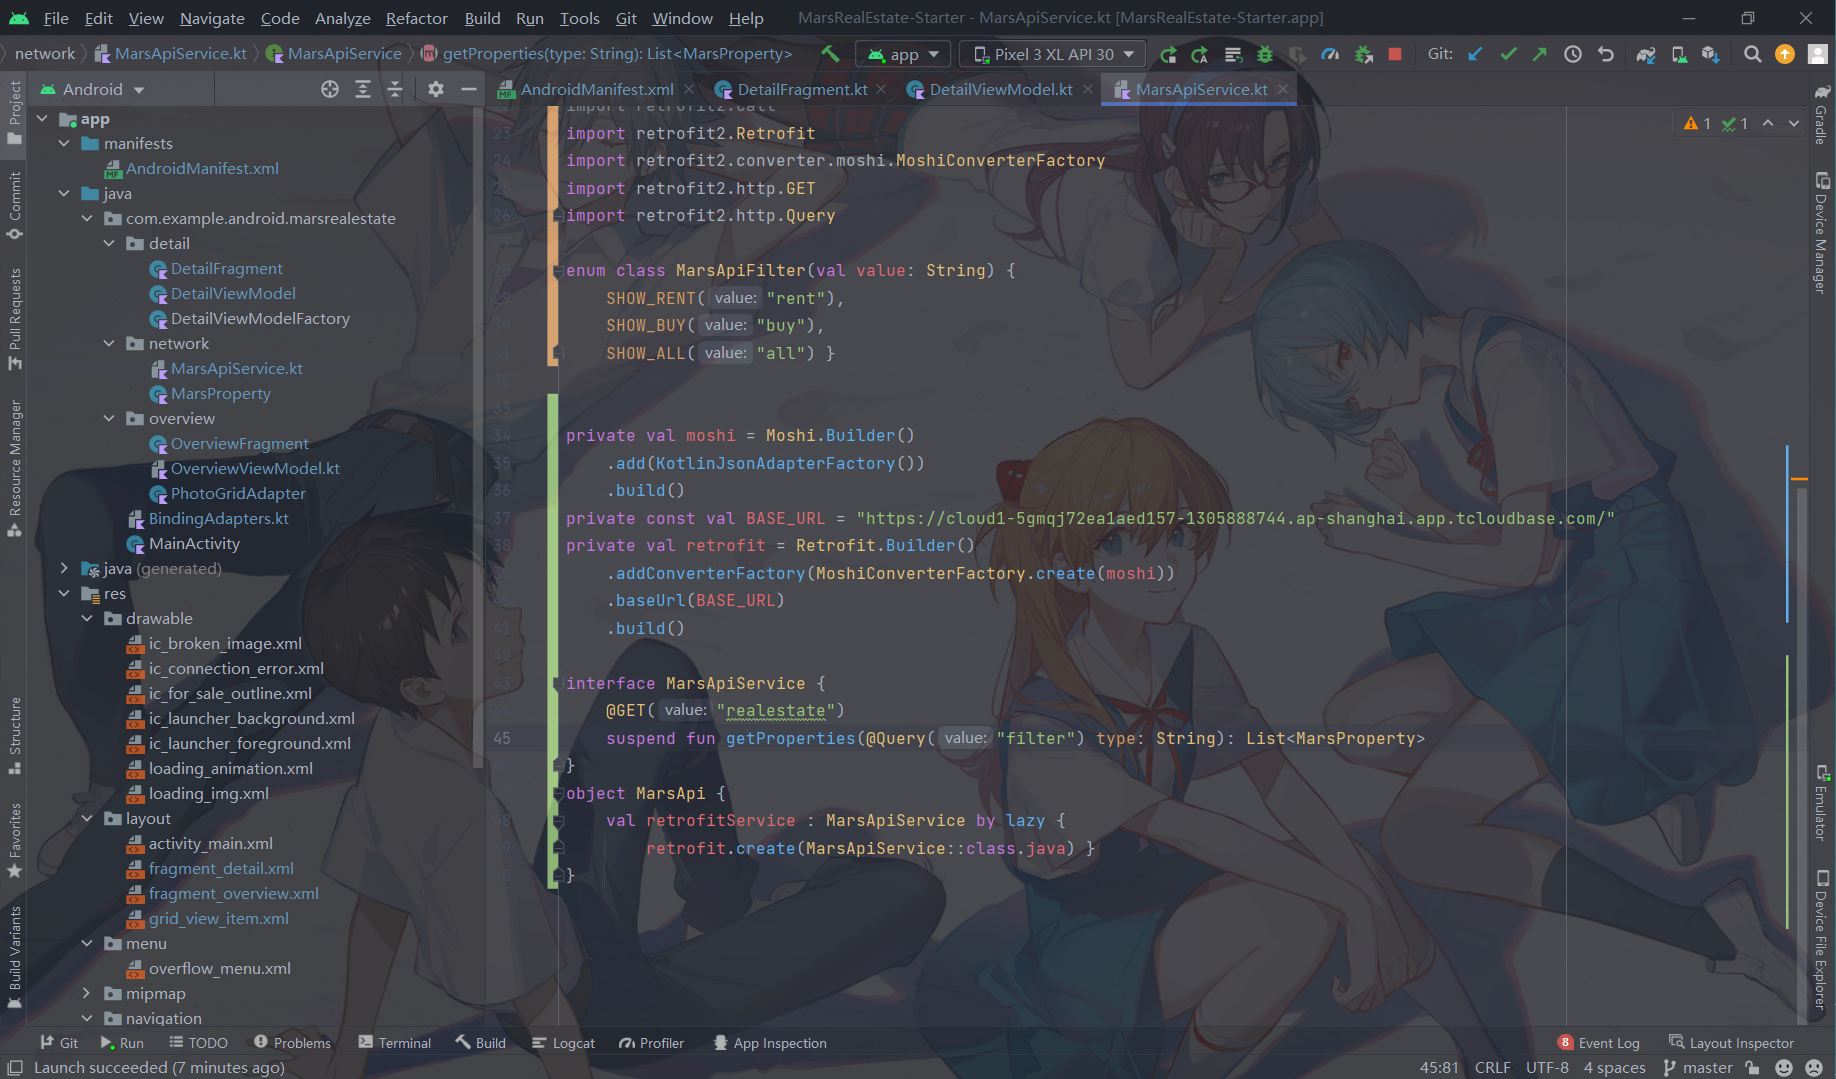 File Edit View Navigate Code Analyze Refactor Build Run Tools Git Window Help MarsRealEstate-Starter - MarsApiService.kt [MarsRealEstate-Starter.app]
network MarsApiService.kt MarsApiService getProperties(type: String): List<MarsProperty> app Pixel 3 XL API 30 Git:
Android
AndroidManifest.xml DetailFragment.kt DetailViewModel.kt MarsApiService.kt
Project
Commit
Pull Requests
Resource Manager
Structure
Favorites
Build Variants
app
manifests
AndroidManifest.xml
java
com.example.android.marsrealestate
detail
DetailFragment
DetailViewModel
DetailViewModelFactory
network
MarsApiService.kt
MarsProperty
overview
OverviewFragment
OverviewViewModel.kt
PhotoGridAdapter
BindingAdapters.kt
MainActivity
java (generated)
res
drawable
ic_broken_image.xml
ic_connection_error.xml
ic_for_sale_outline.xml
ic_launcher_background.xml
ic_launcher_foreground.xml
loading_animation.xml
loading_img.xml
layout
activity_main.xml
fragment_detail.xml
fragment_overview.xml
grid_view_item.xml
menu
overflow_menu.xml
mipmap
navigation
import retrofit2.Call
23 import retrofit2.Retrofit
24 import retrofit2.converter.moshi.MoshiConverterFactory
25 import retrofit2.http.GET
26 import retrofit2.http.Query
27
28 enum class MarsApiFilter(val value: String) {
29 SHOW_RENT( value: "rent"),
30 SHOW_BUY( value: "buy"),
31 SHOW_ALL( value: "all") }
32
33
34 private val moshi = Moshi.Builder()
35 .add(KotlinJsonAdapterFactory())
36 .build()
37 private const val BASE_URL = "https://cloud1-5gmqj72ea1aed157-1305888744.ap-shanghai.app.tcloudbase.com/"
38 private val retrofit = Retrofit.Builder()
39 .addConverterFactory(MoshiConverterFactory.create(moshi))
40 .baseUrl(BASE_URL)
41 .build()
42
43 interface MarsApiService {
44 @GET( value: "realestate")
45 suspend fun getProperties(@Query( value: "filter") type: String): List<MarsProperty>
46 }
47 object MarsApi {
48 val retrofitService : MarsApiService by lazy {
49 retrofit.create(MarsApiService::class.java) }
50 }
1 1
Gradle
Device Manager
Emulator
Device File Explorer
Git Run TODO Problems Terminal Build Logcat Profiler App Inspection 8 Event Log Layout Inspector
Launch succeeded (7 minutes ago) 45:81 CRLF UTF-8 4 spaces master